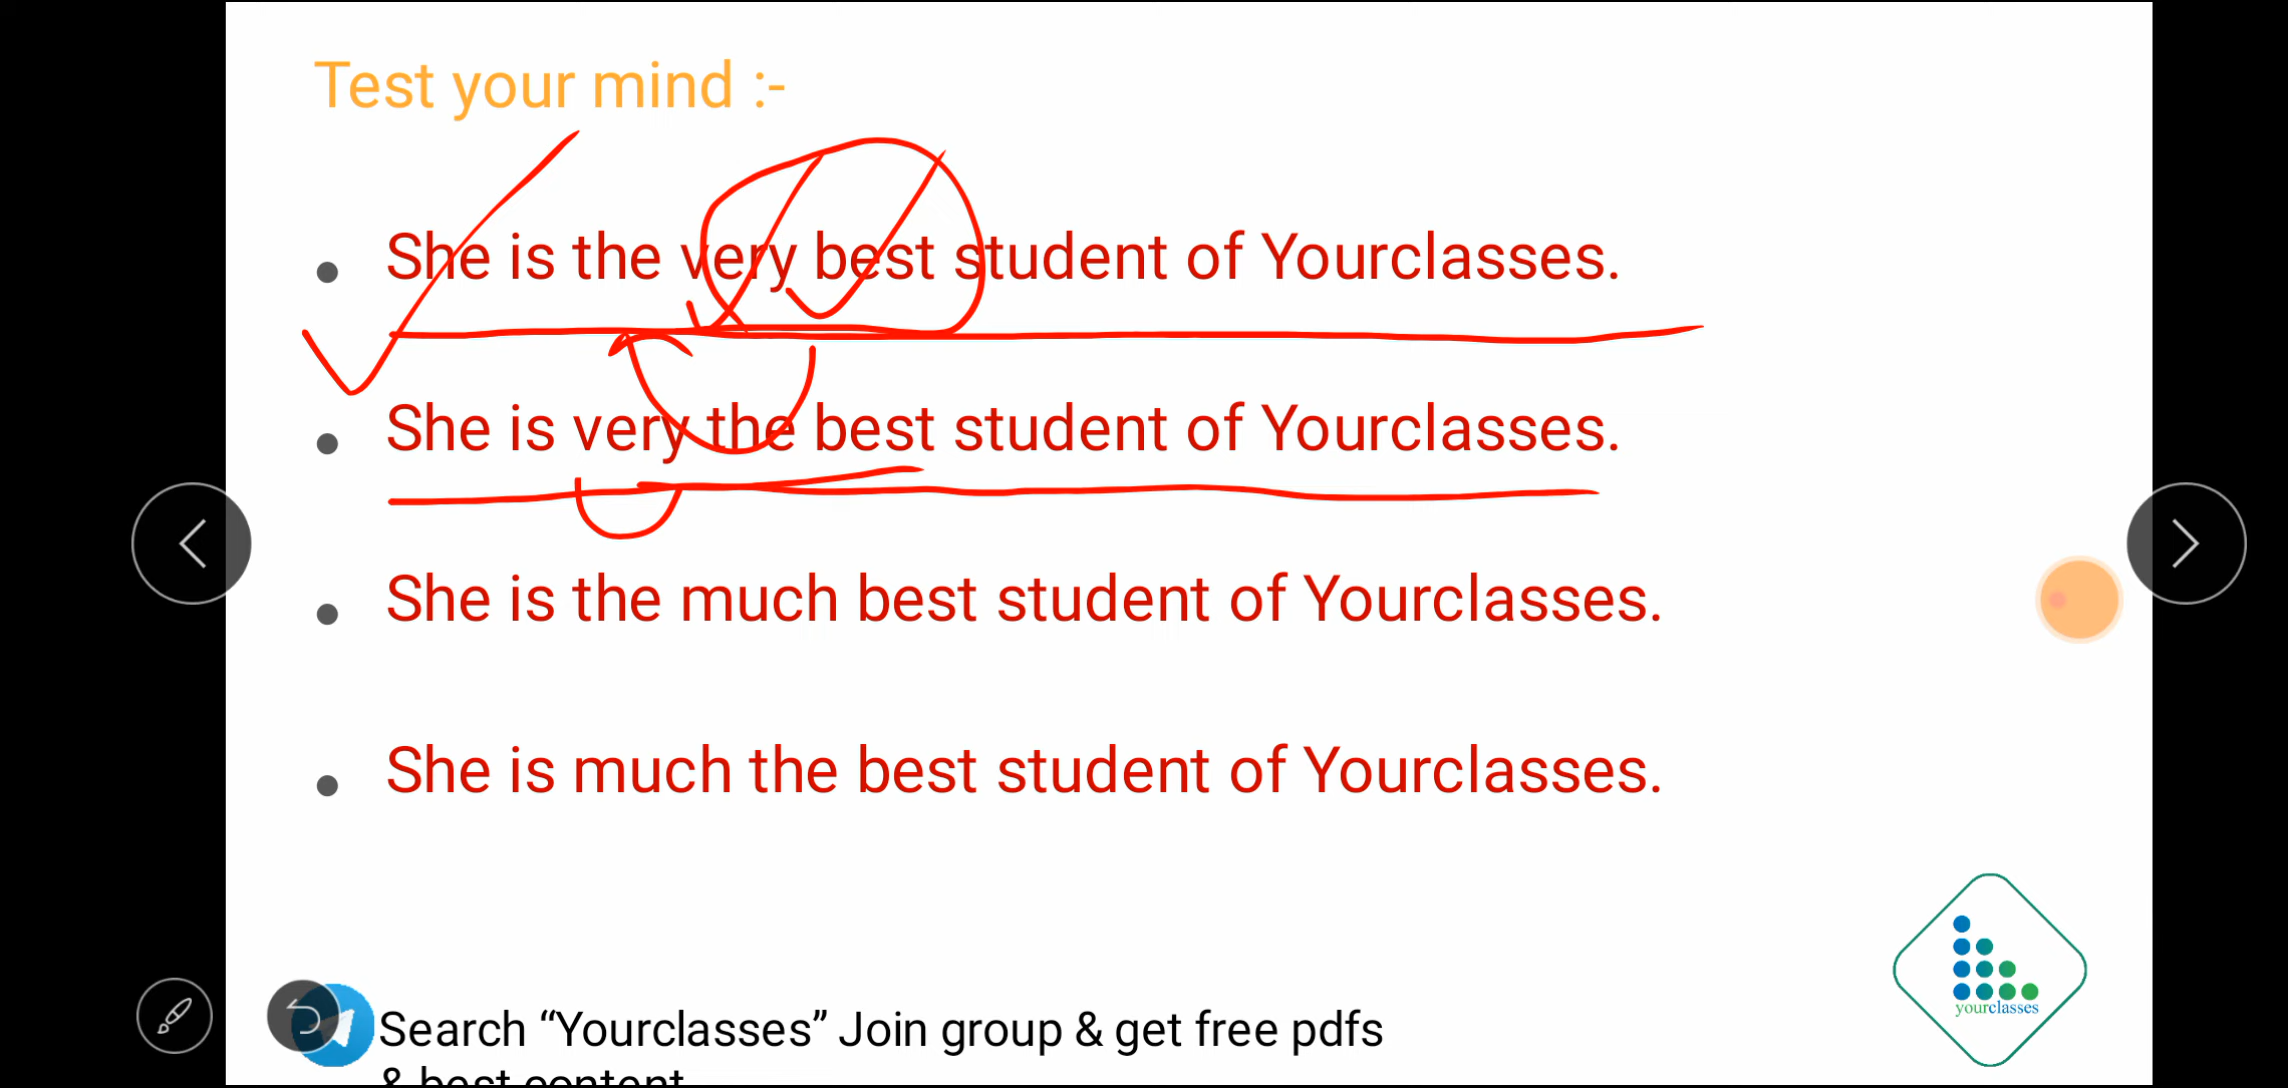 Test your mind :-
She is the very best student of Yourclasses.
She is very the best student of Yourclasses.
She is the much best student of Yourclasses.
She is much the best student of Yourclasses.
yourclasses
Search “Yourclasses” Join group & get free pdfs
& best content